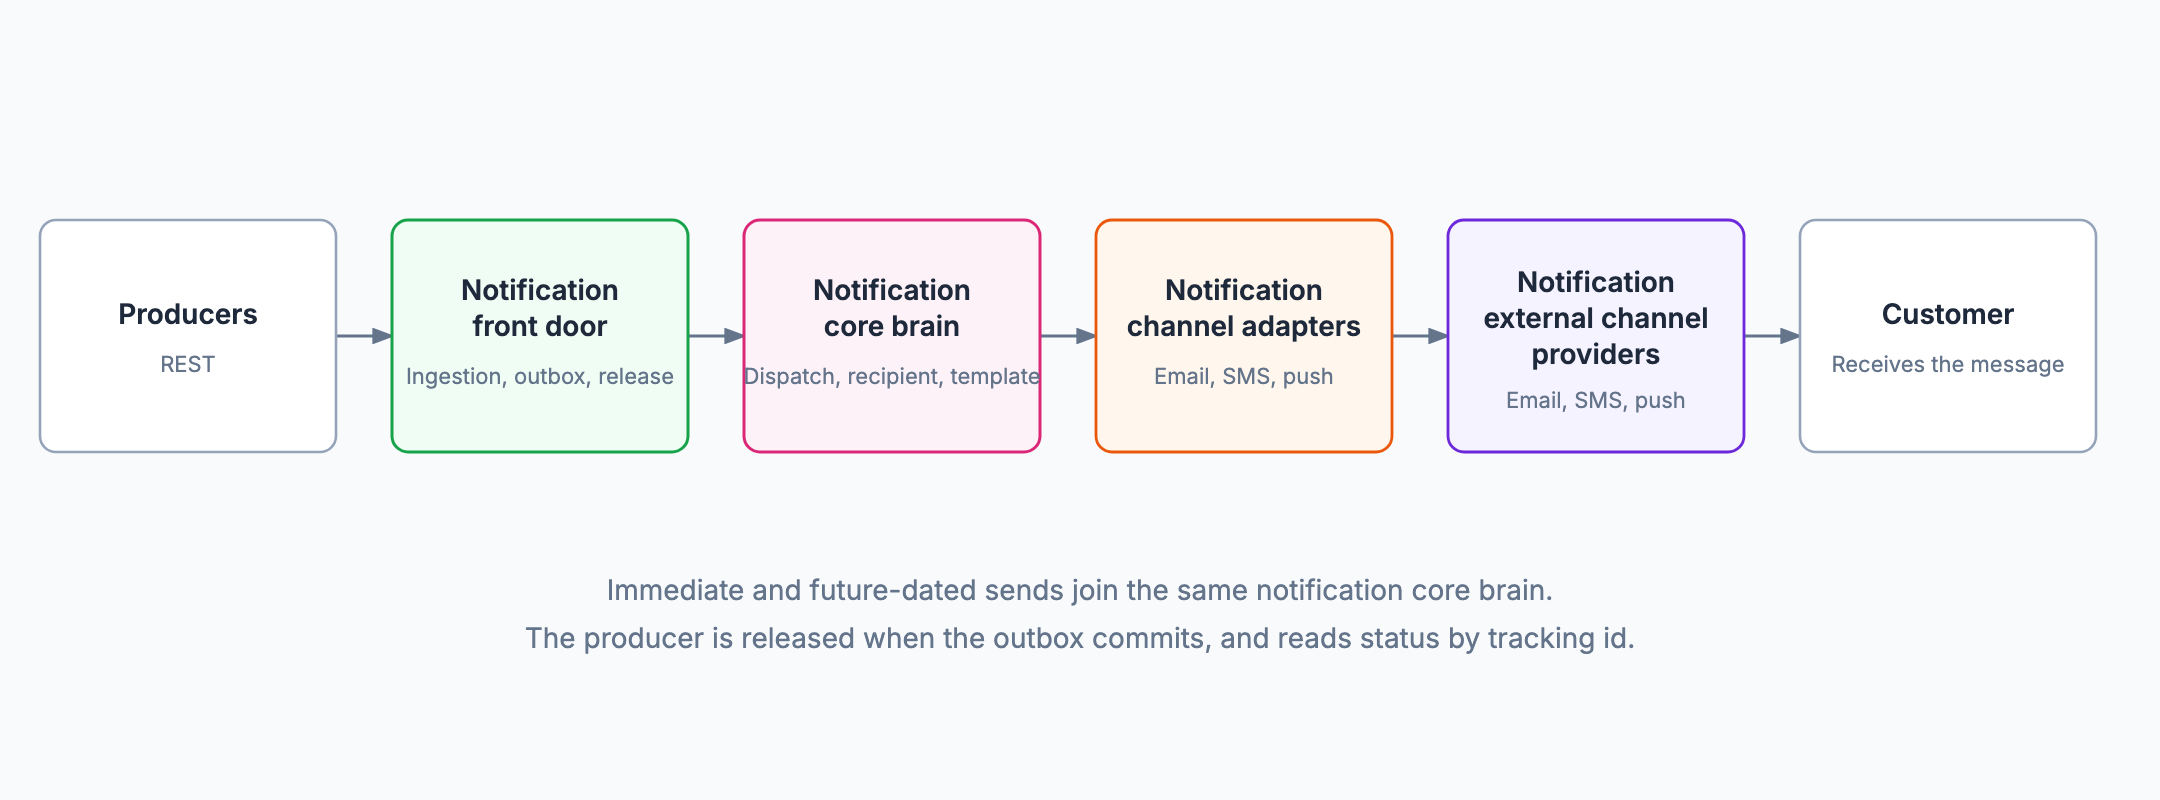 Producers
REST
Notification
front door
Ingestion, outbox, release
Notification
core brain
Dispatch, recipient, template
Notification
channel adapters
Email, SMS, push
Notification
external channel
providers
Email, SMS, push
Customer
Receives the message
Immediate and future-dated sends join the same notification core brain.
The producer is released when the outbox commits, and reads status by tracking id.